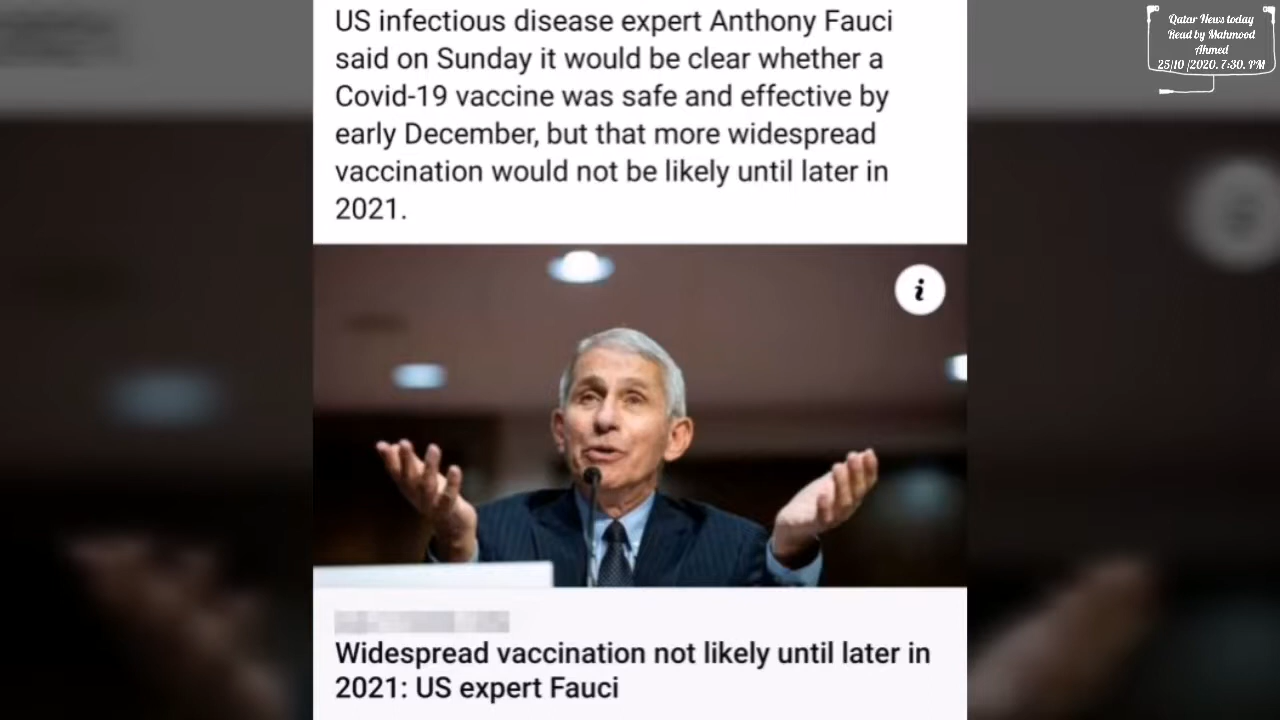 US infectious disease expert Anthony Fauci
said on Sunday it would be clear whether a
Covid-19 vaccine was safe and effective by
early December, but that more widespread
vaccination would not be likely until later in
2021.
Qatar News today
Read by Mahmood
Ahmed
25/10 /2020. 7:30. PM
i
Widespread vaccination not likely until later in
2021: US expert Fauci